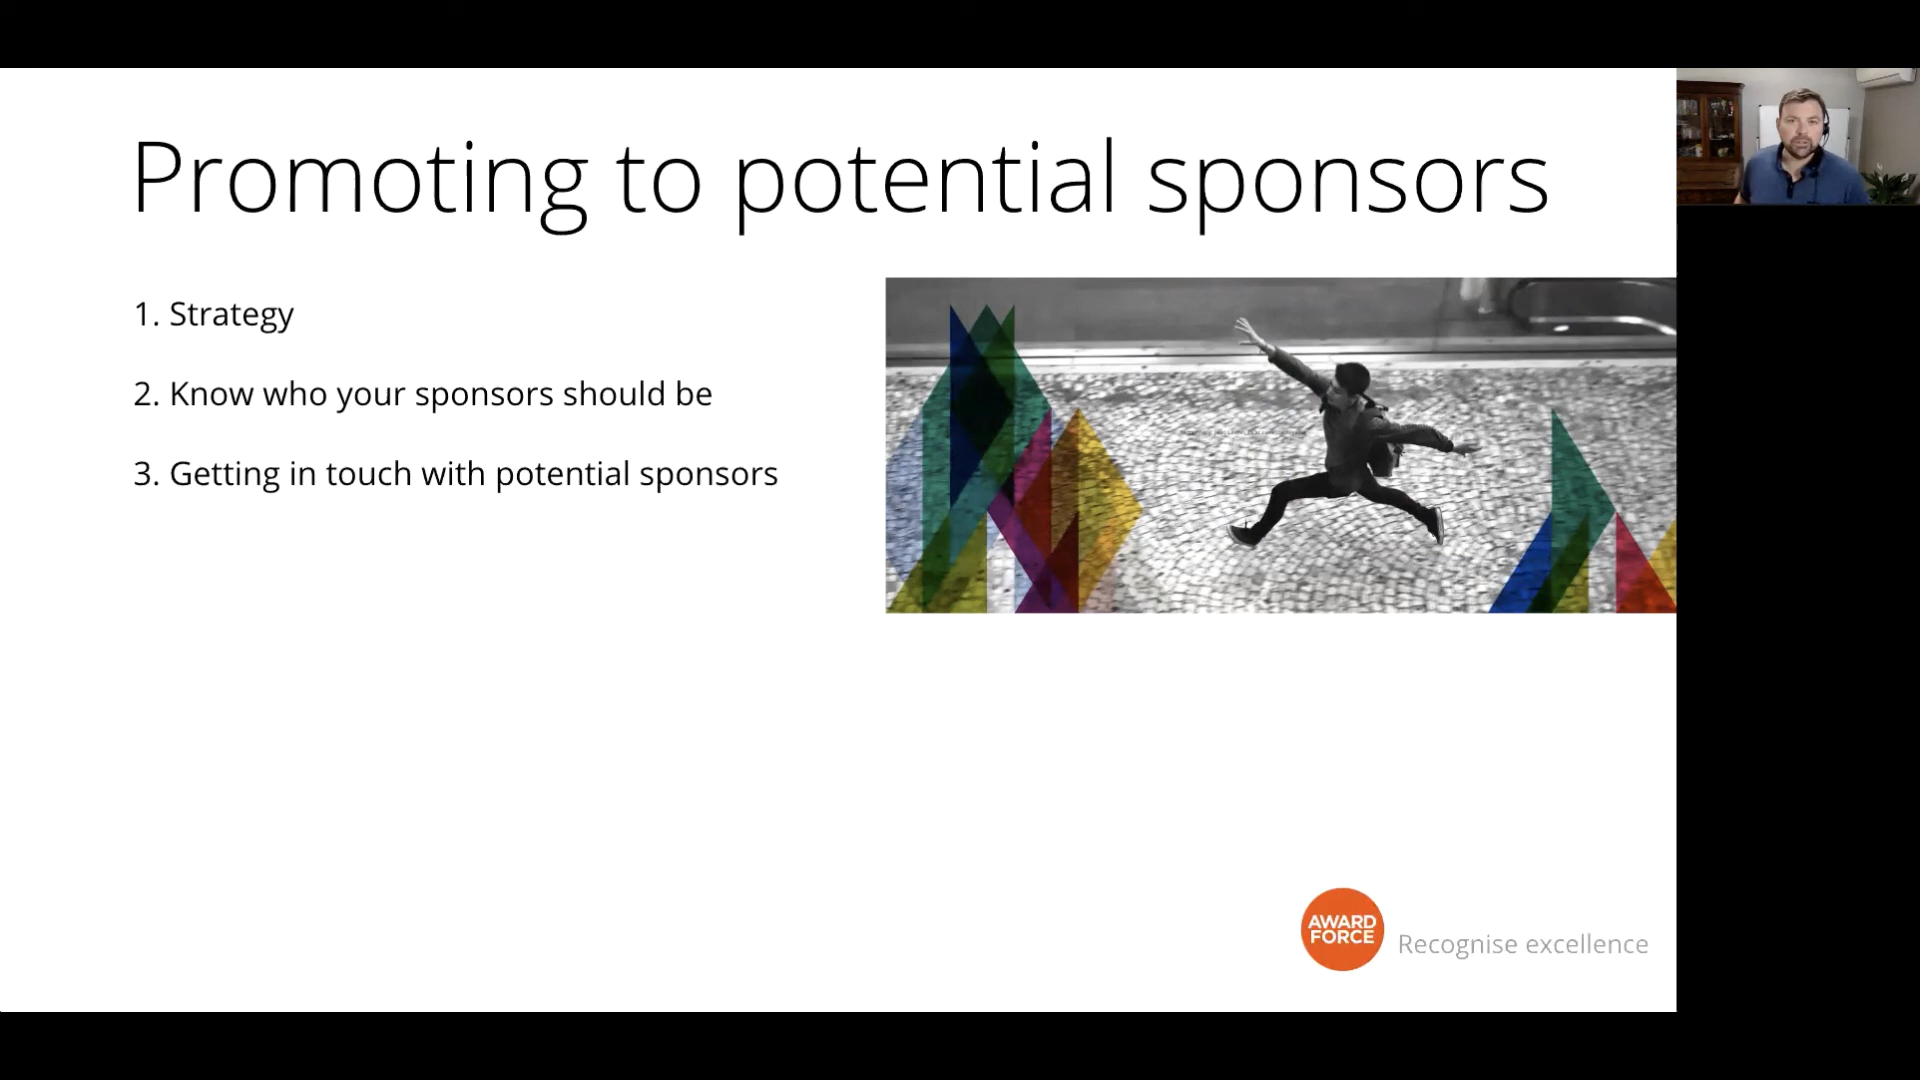 Promoting to potential sponsors
1. Strategy
2. Know who your sponsors should be
3. Getting in touch with potential sponsors
AWARD
FORCE
Recognise excellence